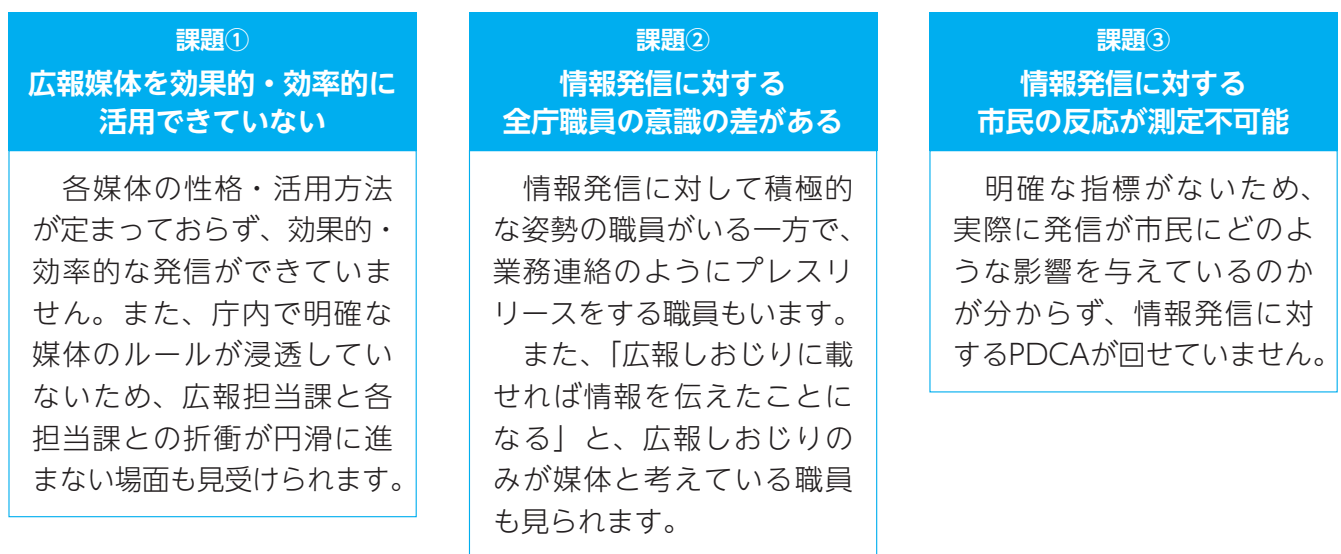 課題①
広報媒体を効果的・効率的に
活用できていない
各媒体の性格・活用方法
が定まっておらず、効果的・
効率的な発信ができていま
せん。また、庁内で明確な
媒体のルールが浸透してい
ないため、広報担当課と各
担当課との折衝が円滑に進
まない場面も見受けられます。
課題②
情報発信に対する
全庁職員の意識の差がある
情報発信に対して積極的
な姿勢の職員がいる一方で、
業務連絡のようにプレスリ
リースをする職員もいます。
また、「広報しおじりに載
せれば情報を伝えたことに
なる」と、広報しおじりの
みが媒体と考えている職員
も見られます。
課題③
情報発信に対する
市民の反応が測定不可能
明確な指標がないため、
実際に発信が市民にどのよ
うな影響を与えているのか
が分からず、情報発信に対
するPDCAが回せていません。